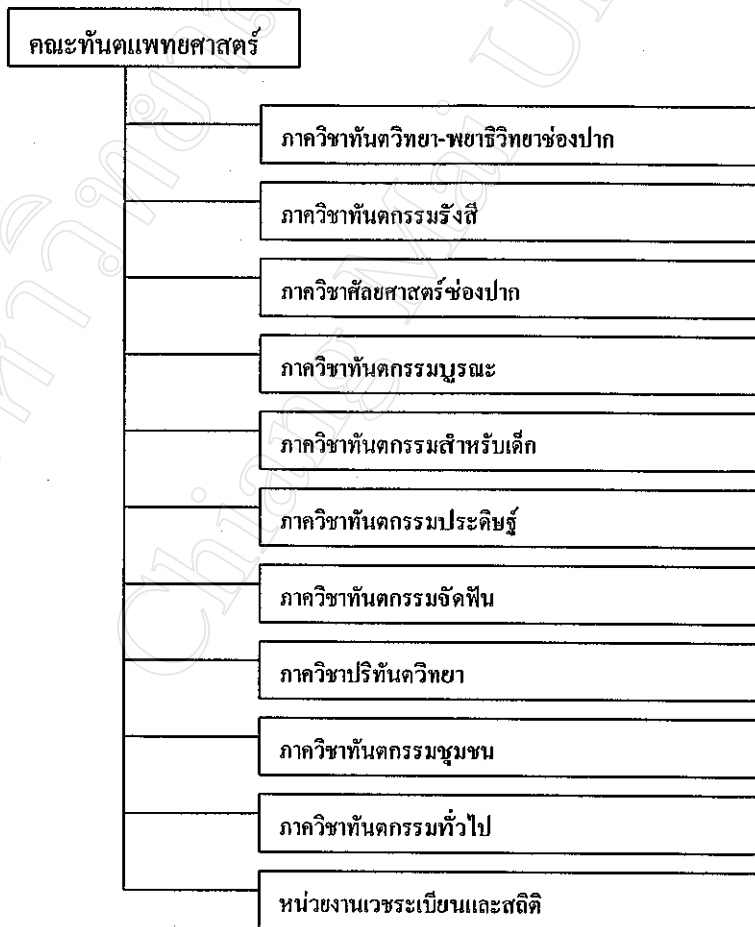 คณะทันตแพทยศาสตร์
ภาควิชาทันตวิทยา-พยาธิวิทยาช่องปาก
ภาควิชาทันตกรรมรังสี
ภาควิชาศัลยศาสตร์ช่องปาก
ภาควิชาทันตกรรมบูรณะ
ภาควิชาทันตกรรมสำหรับเด็ก
ภาควิชาทันตกรรมประดิษฐ์
ภาควิชาทันตกรรมจัดฟัน
ภาควิชาปริทันตวิทยา
ภาควิชาทันตกรรมชุมชน
ภาควิชาทันตกรรมทั่วไป
หน่วยงานเวชระเบียนและสถิติ
Chiang Mai U